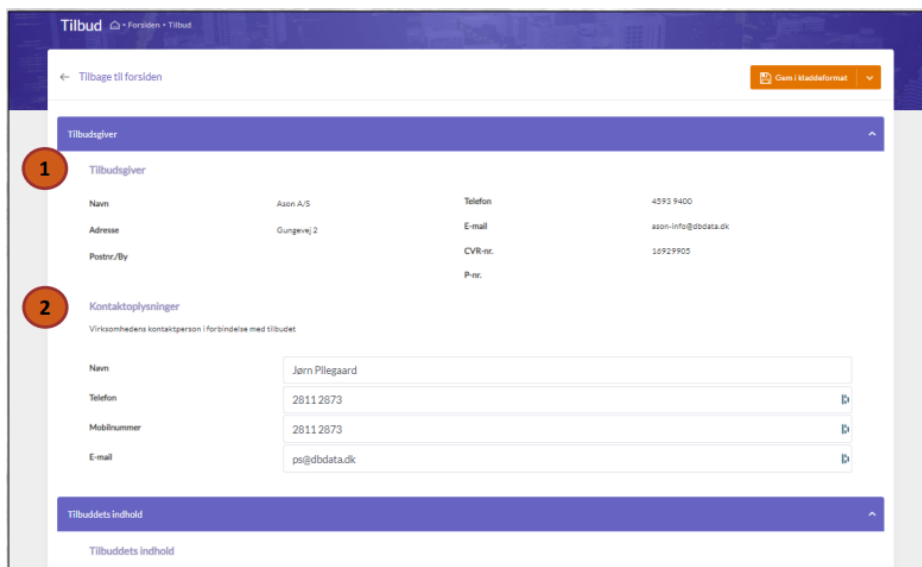 Tilbud • Forsiden • Tilbud
← Tilbage til forsiden
Gem i kladdeformat
Tilbudsgiver
1
Tilbudsgiver
Navn Ason A/S Telefon 4593 9400
Adresse Gungevej 2 E-mail ason-info@dbdata.dk
Postnr./By CVR-nr. 16929905
P-nr.
2
Kontaktoplysninger
Virksomhedens kontaktperson i forbindelse med tilbudet
Navn Jørn Pilegaard
Telefon 2811 2873
Mobilnummer 2811 2873
E-mail ps@dbdata.dk
Tilbuddets indhold
Tilbuddets indhold